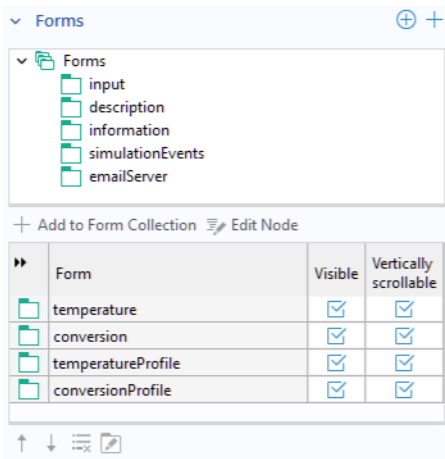 Forms
Forms
input
description
information
simulationEvents
emailServer
Add to Form Collection Edit Node
Form Visible Vertically scrollable
temperature
conversion
temperatureProfile
conversionProfile